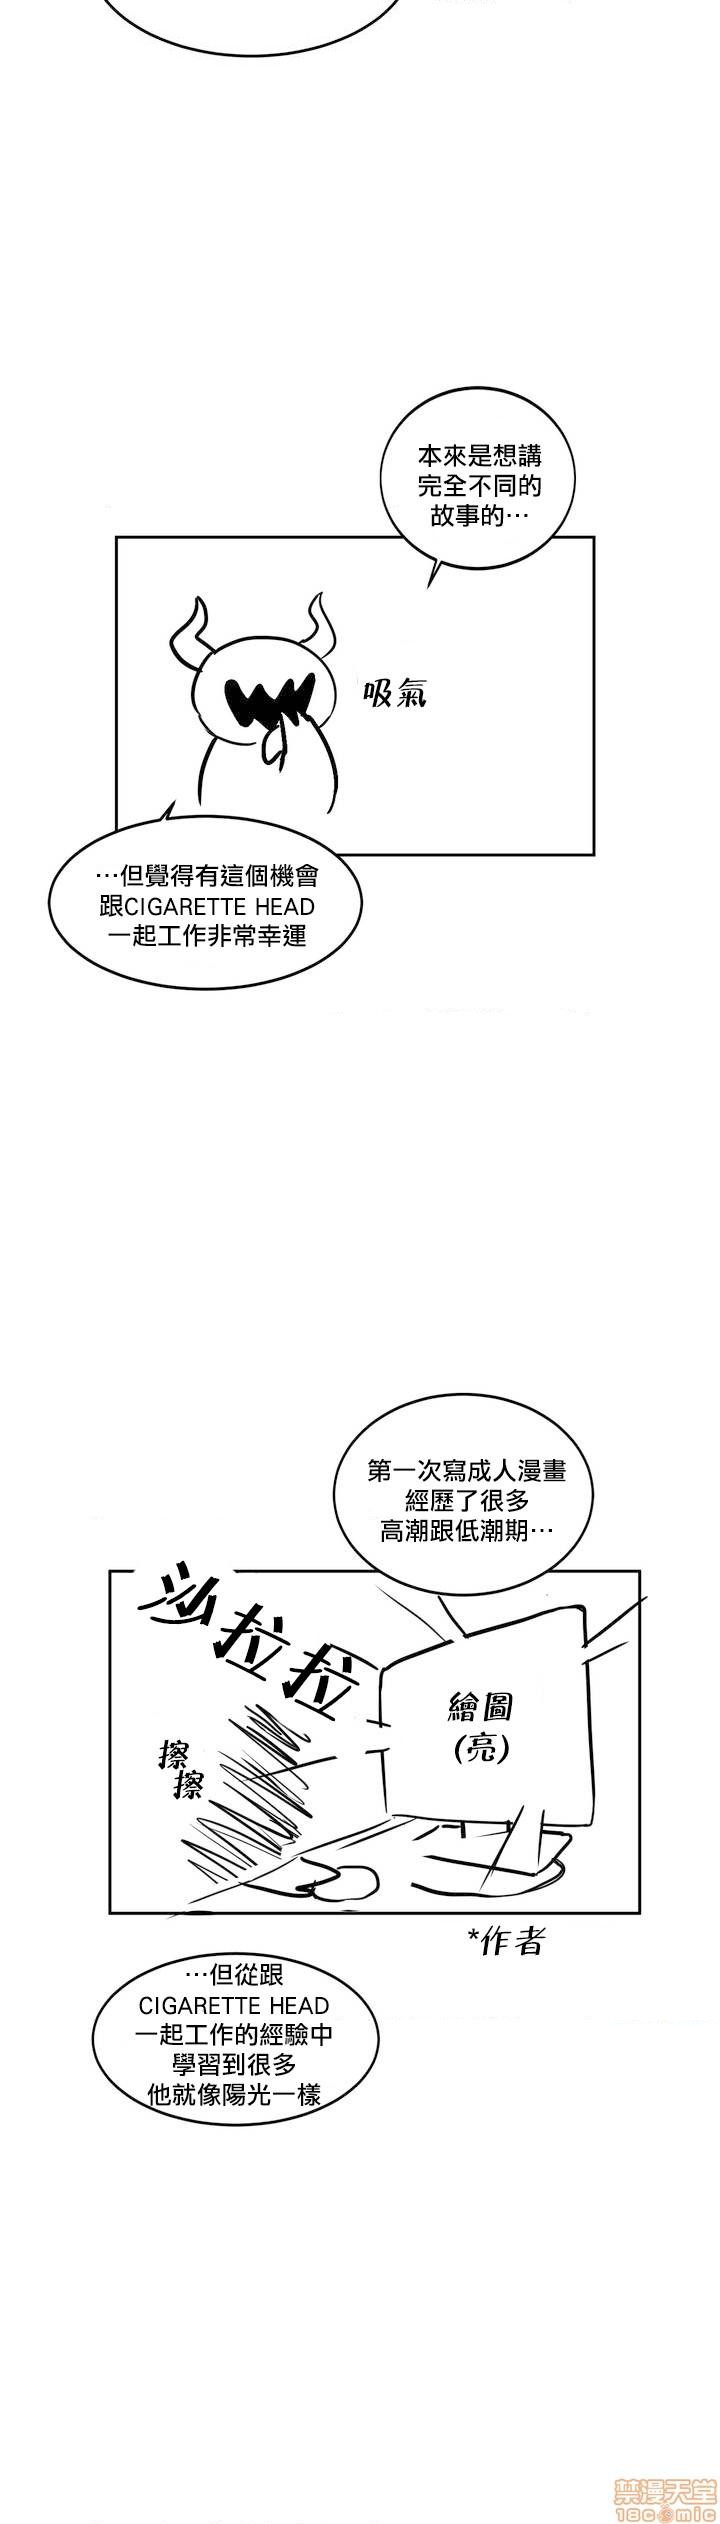 本來是想講
完全不同的
故事的…
吸氣
…但覺得有這個機會
跟CIGARETTE HEAD
一起工作非常幸運
第一次寫成人漫畫
經歷了很多
高潮跟低潮期…
沙拉拉
繪圖
(亮)
擦
擦
*作者
…但從跟
CIGARETTE HEAD
一起工作的經驗中
學習到很多
他就像陽光一樣
禁漫天堂
18comic